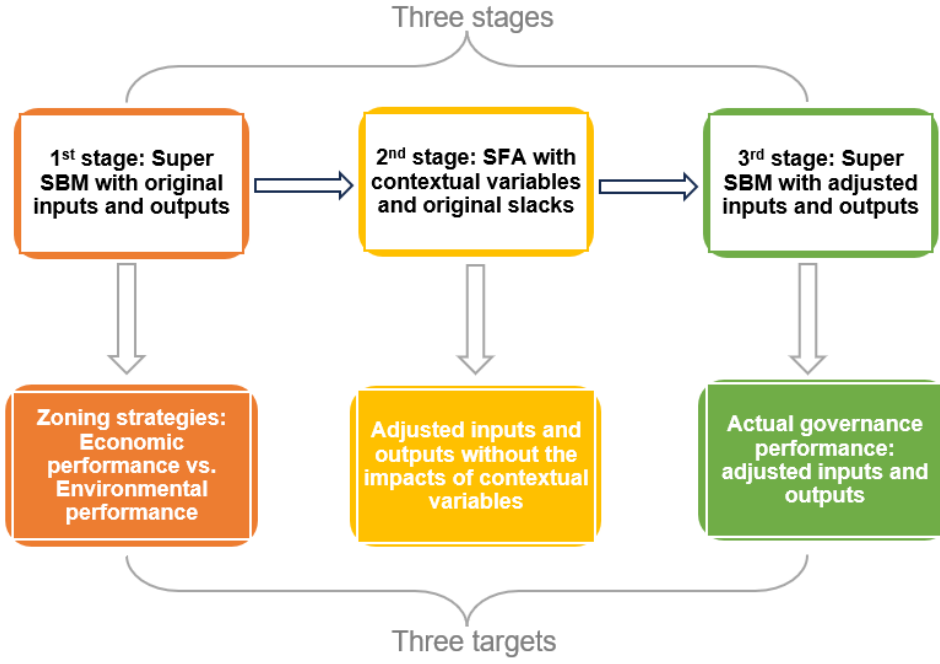 Three stages
1st stage: Super
SBM with original
inputs and outputs
2nd stage: SFA with
contextual variables
and original slacks
3rd stage: Super
SBM with adjusted
inputs and outputs
Zoning strategies:
Economic
performance vs.
Environmental
performance
Adjusted inputs and
outputs without the
impacts of contextual
variables
Actual governance
performance:
adjusted inputs and
outputs
Three targets